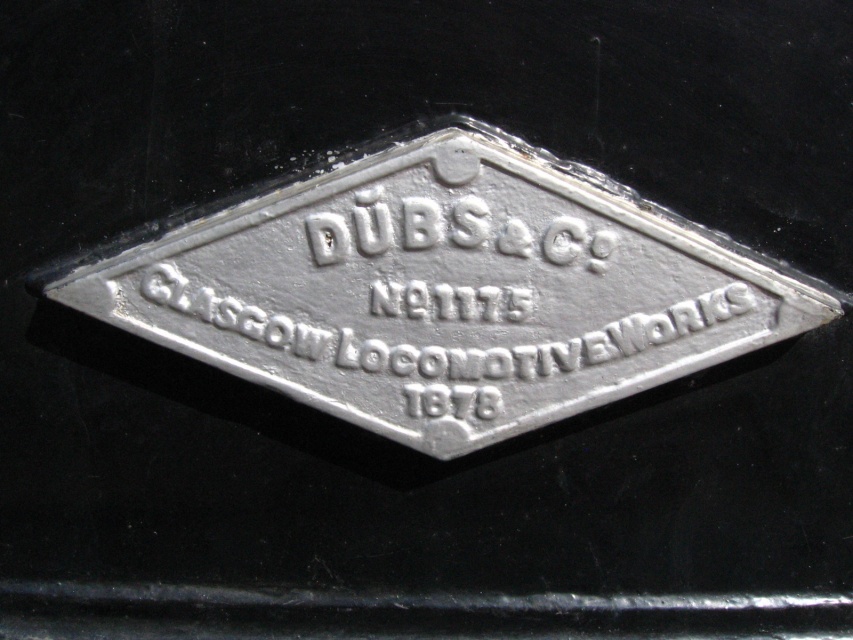 DÜBS & Cº
Nº 1175
GLASGOW LOCOMOTIVE WORKS
1878